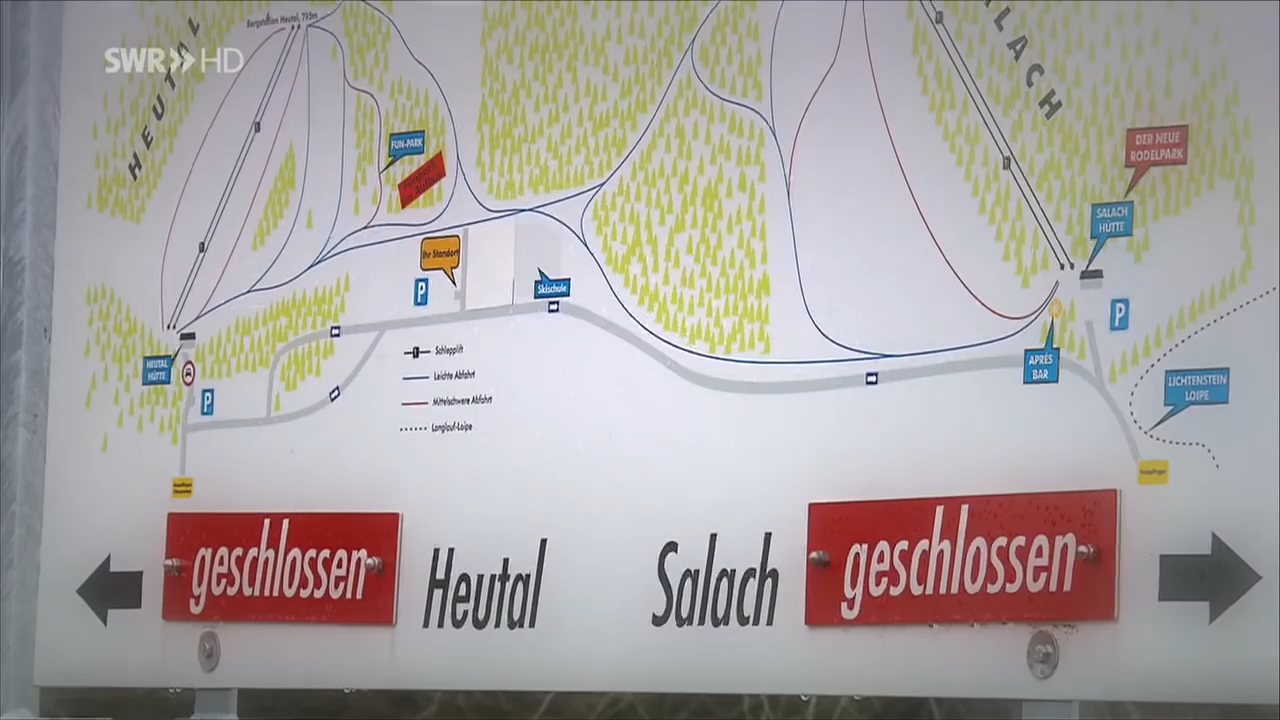 HEUTAL
Bergstation Heutal, 795m
SWR HD
ALACH
FUN-PARK
DER NEUE
RODELPARK
SALACH
HÜTTE
Ihr Standort
P
Skischule
P
HEUTAL
HÜTTE
P
APRÈS
BAR
LICHTENSTEIN
LOIPE
Schlepplift
Leichte Abfahrt
Mittelschwere Abfahrt
Langlauf-Loipe
geschlossen
Heutal
Salach
geschlossen